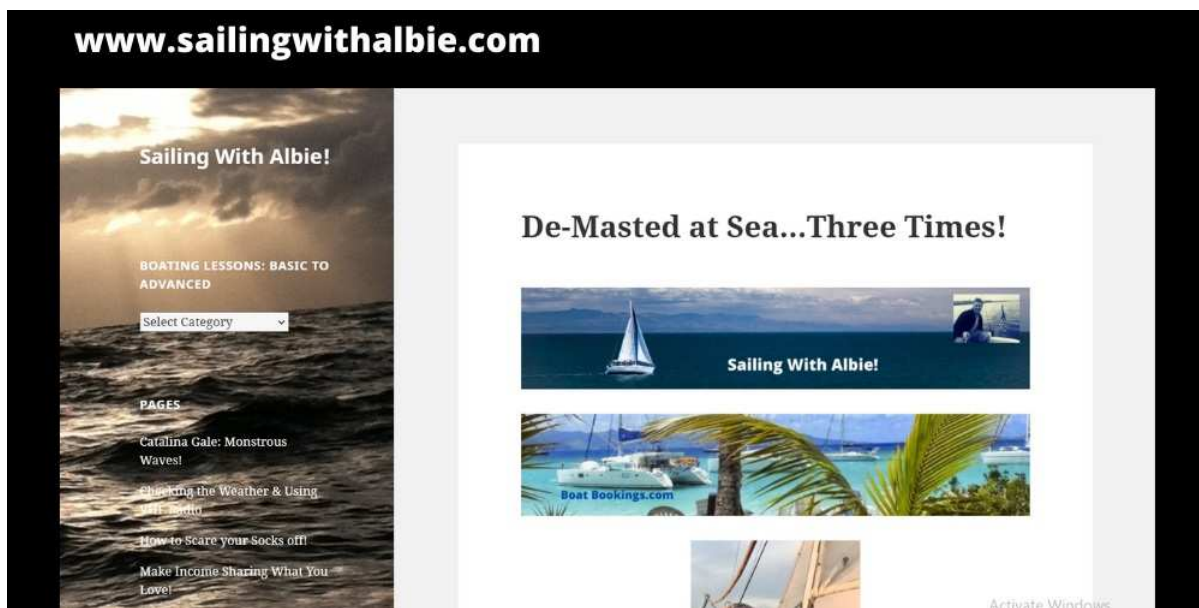 www.sailingwithalbie.com
Sailing With Albie!
BOATING LESSONS: BASIC TO
ADVANCED
Select Category
PAGES
Catalina Gale: Monstrous
Waves!
Checking the Weather & Using
VHF Radio
How to Scare your Socks off!
Make Income Sharing What You
Love!
De-Masted at Sea...Three Times!
Sailing With Albie!
Boat Bookings.com
Activate Windows